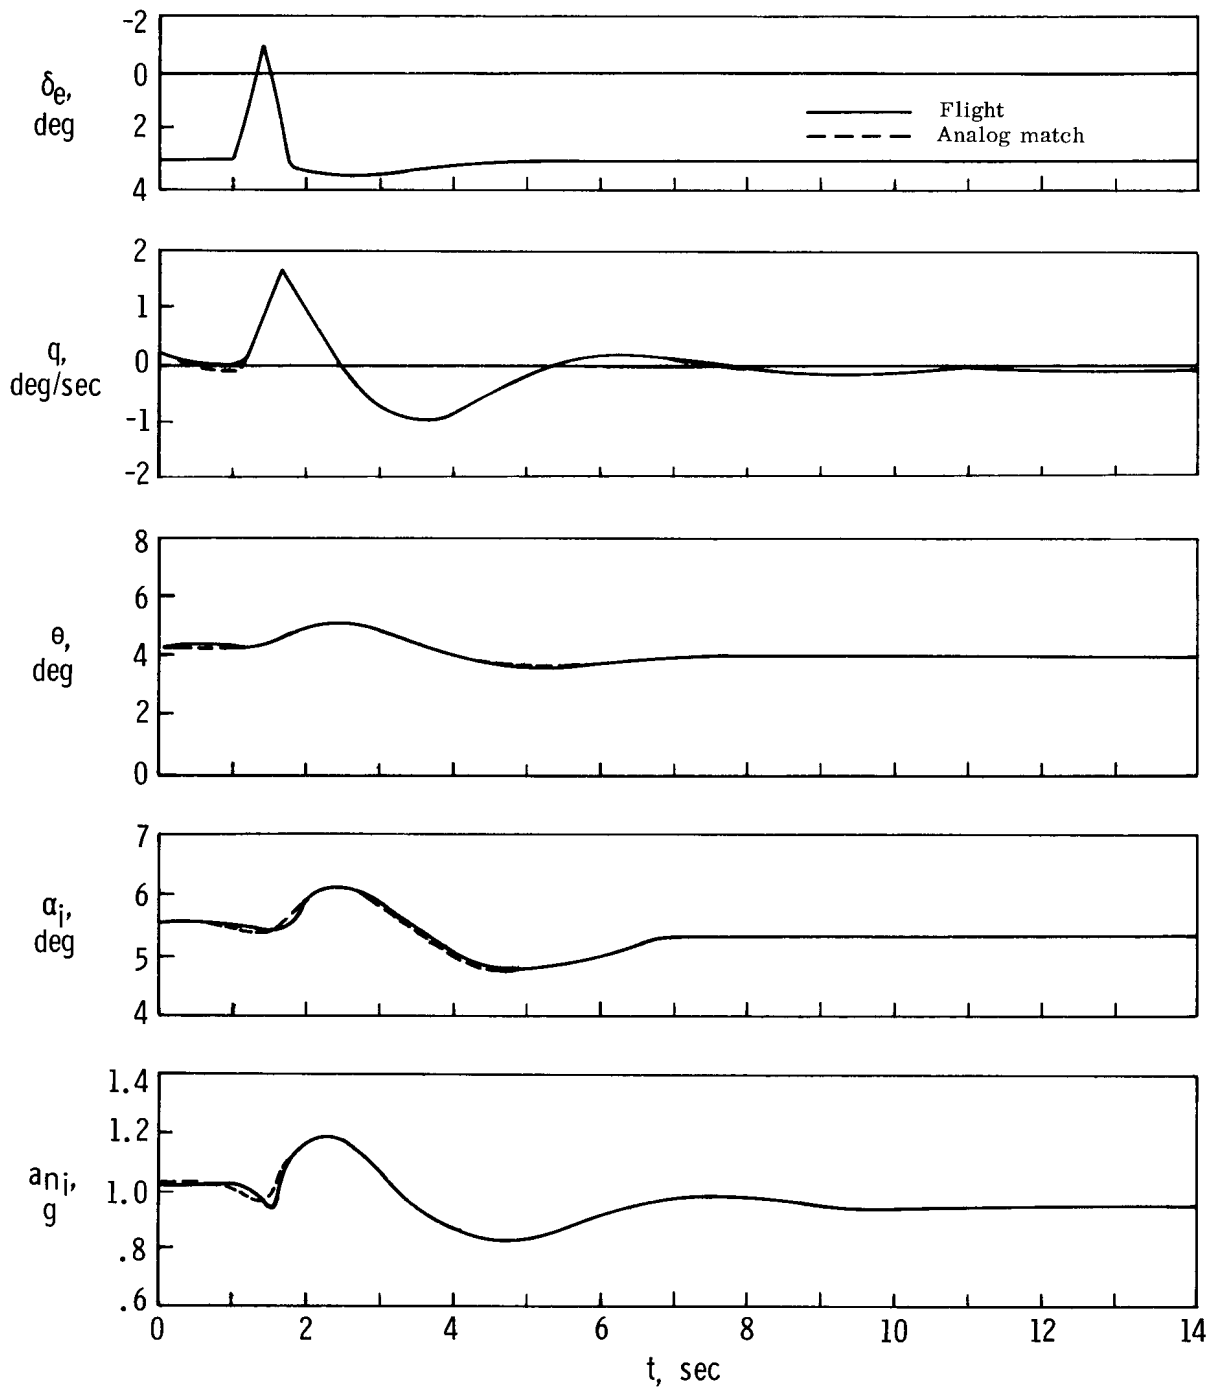 -2
0
2
4
δe,
deg
Flight
Analog match
2
1
0
-1
-2
q,
deg/sec
8
6
4
2
0
θ,
deg
7
6
5
4
αi,
deg
1.4
1.2
1.0
.8
.6
ani,
g
0 2 4 6 8 10 12 14
t, sec